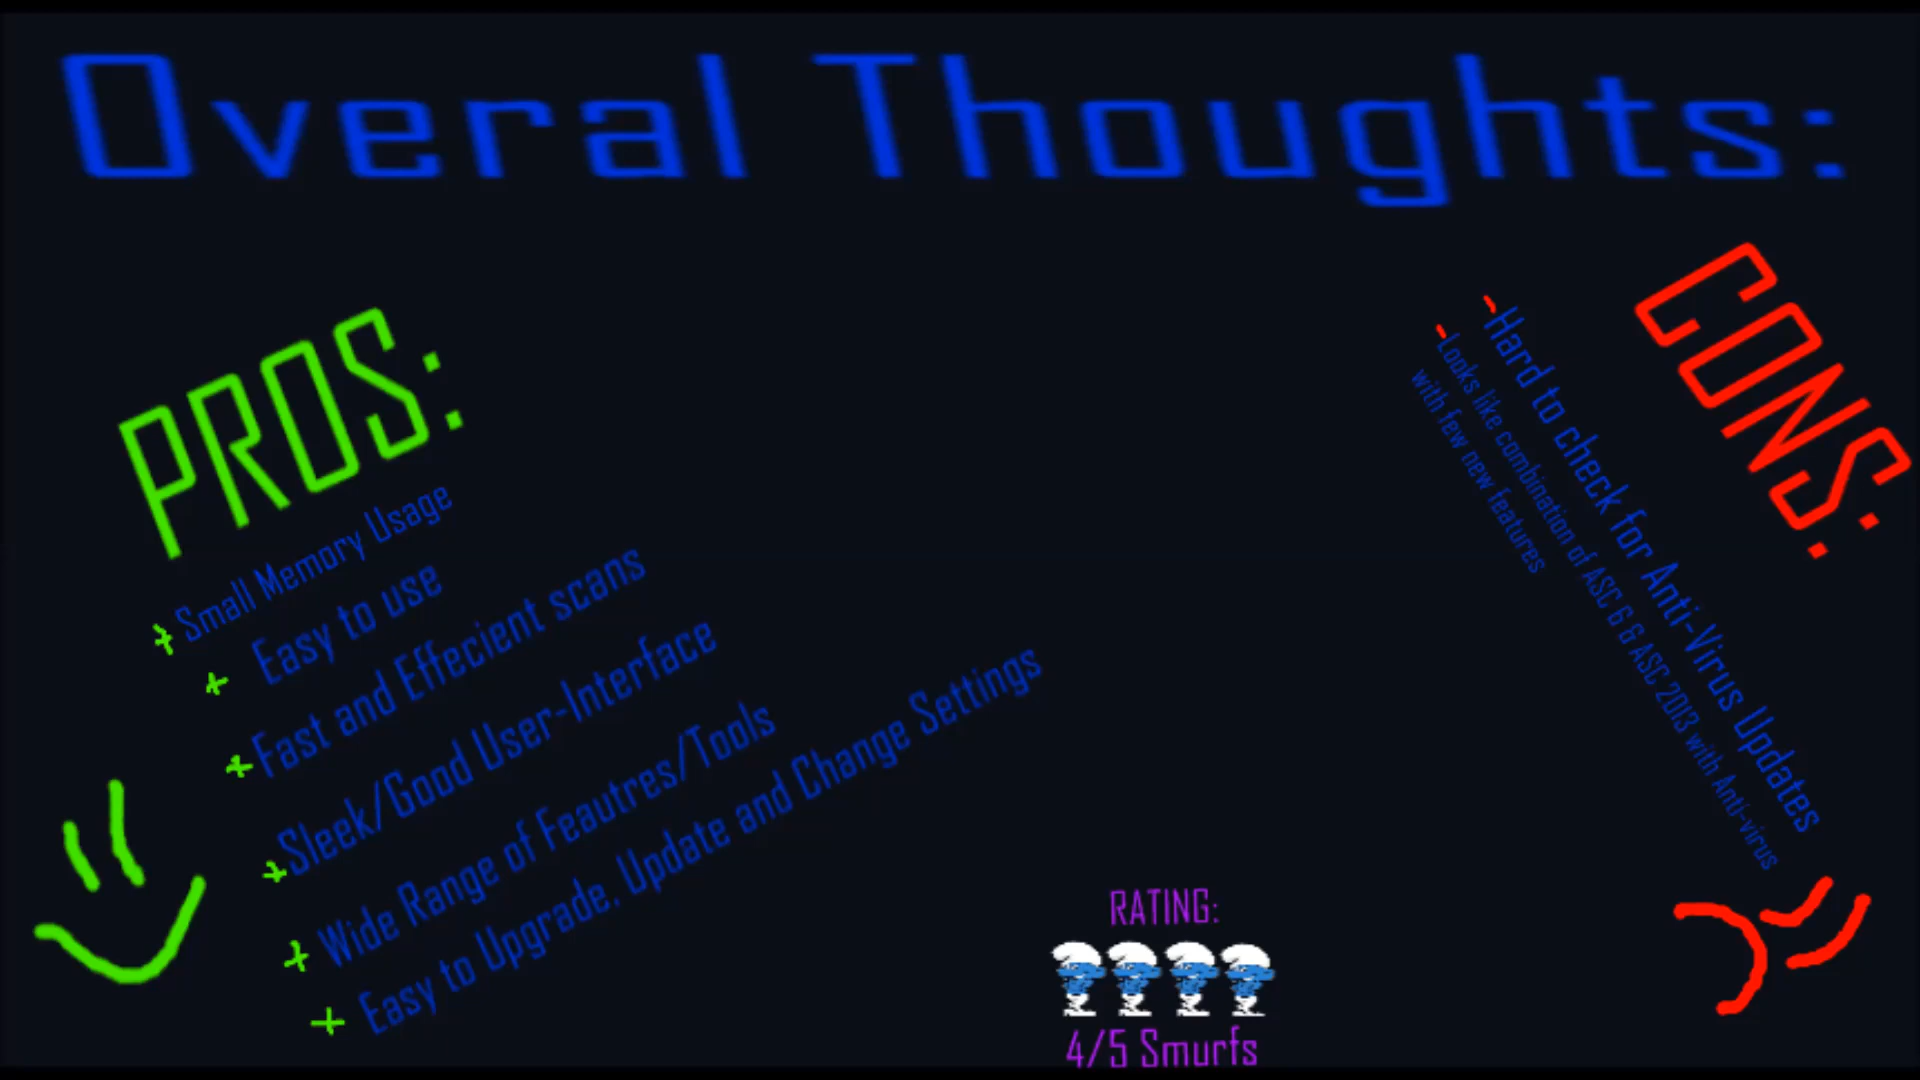 Overal Thoughts:
PROS:
+ Small Memory Usage
+ Easy to use
+ Fast and Effecient scans
+ Sleek/Good User-Interface
+ Wide Range of Feautres/Tools
+ Easy to Upgrade, Update and Change Settings
CONS:
-Hard to check for Anti-Virus Updates
-Looks like combination of ASC 6 & ASC 2013 with Anti-virus
with few new features
RATING:
4/5 Smurfs